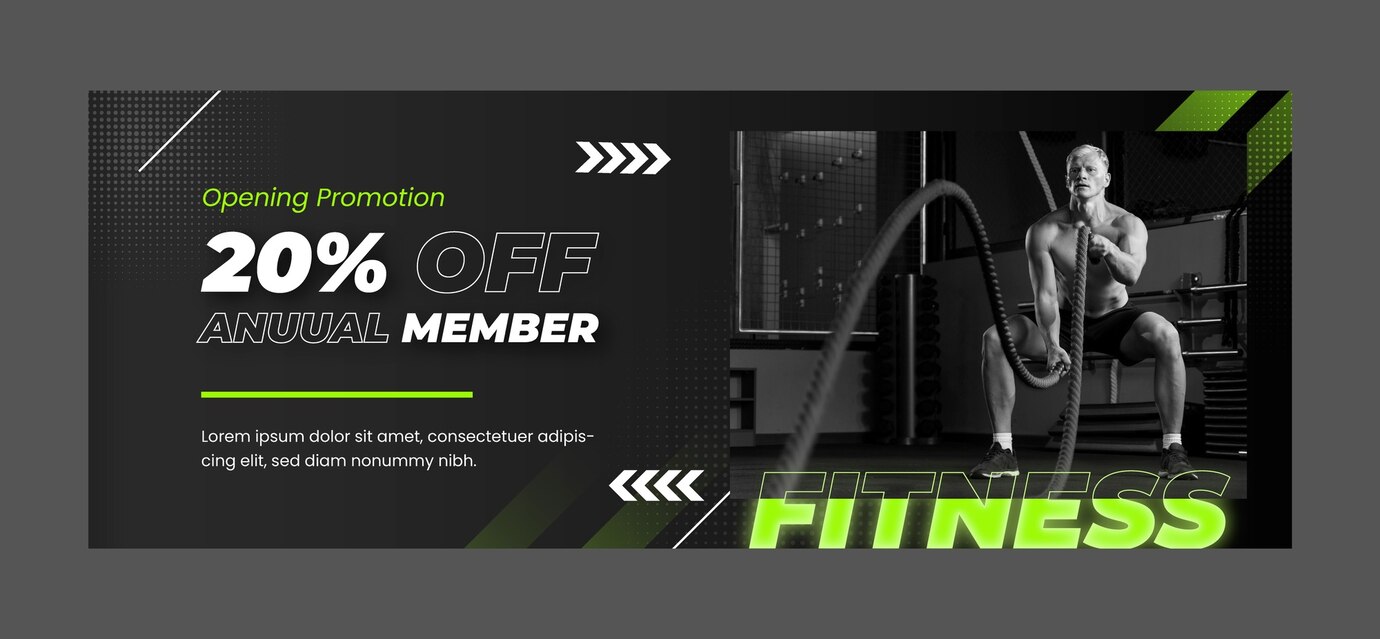 Opening Promotion
20% OFF
ANUUAL MEMBER
Lorem ipsum dolor sit amet, consectetuer adipis-
cing elit, sed diam nonummy nibh.
FITNESS